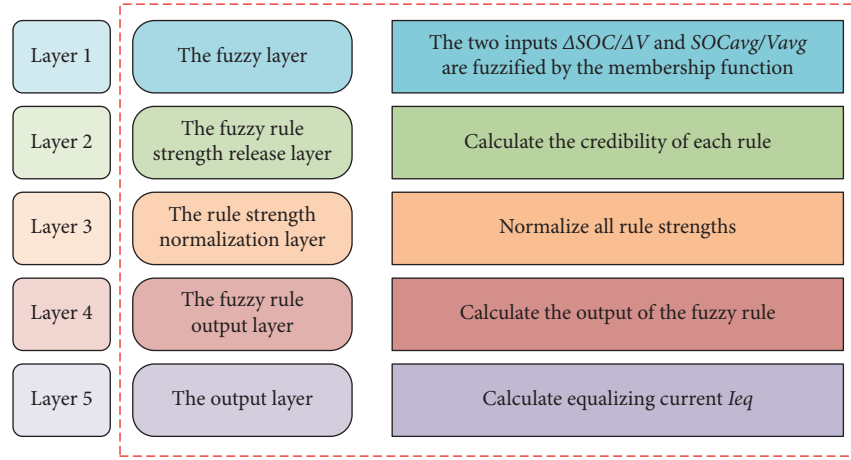 Layer 1
The fuzzy layer
The two inputs ΔSOC/ΔV and SOCavg/Vavg
are fuzzified by the membership function
Layer 2
The fuzzy rule
strength release layer
Calculate the credibility of each rule
Layer 3
The rule strength
normalization layer
Normalize all rule strengths
Layer 4
The fuzzy rule
output layer
Calculate the output of the fuzzy rule
Layer 5
The output layer
Calculate equalizing current Ieq